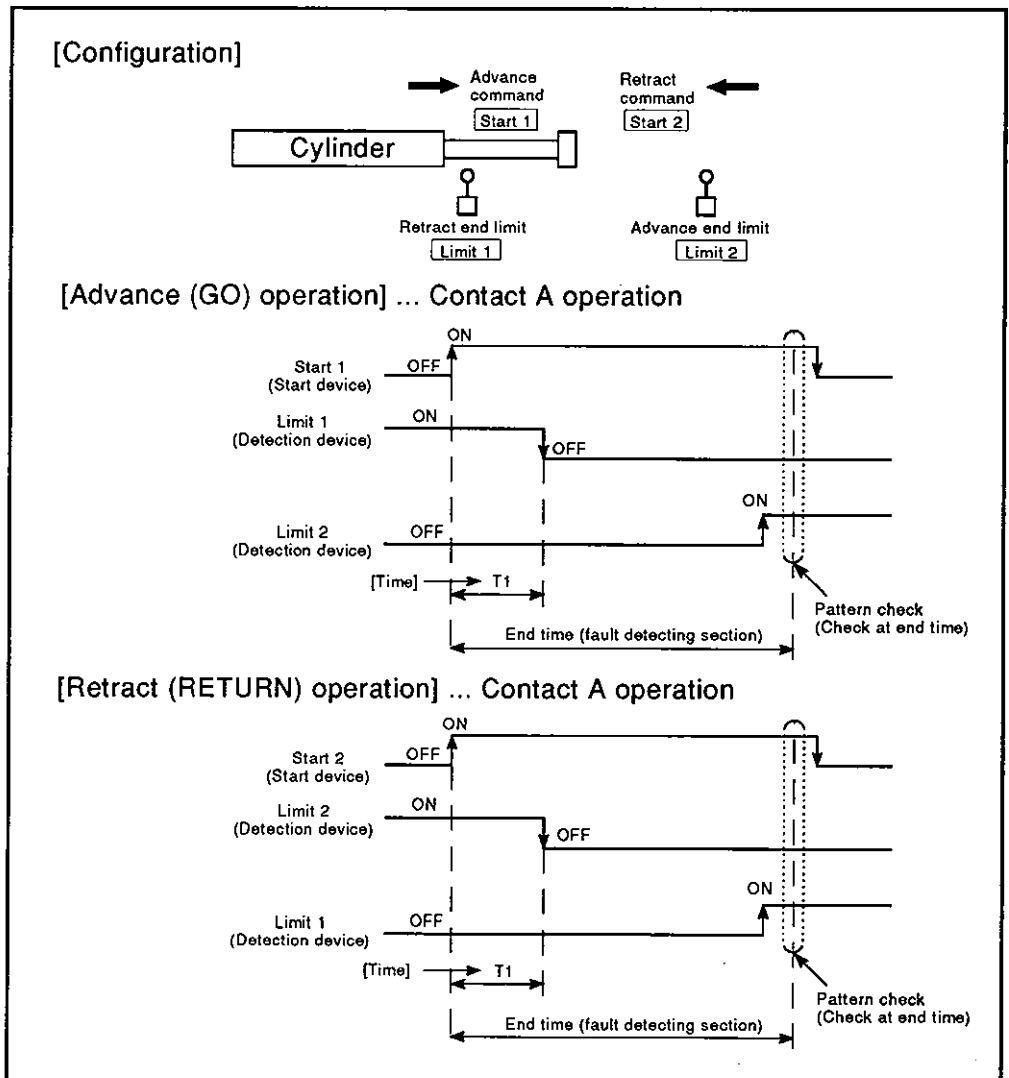 [Configuration]
Advance
command
Start 1
Retract
command
Start 2
Cylinder
Retract end limit
Limit 1
Advance end limit
Limit 2
[Advance (GO) operation] ... Contact A operation
ON
Start 1
(Start device)
OFF
Limit 1
(Detection device)
ON
OFF
ON
Limit 2
(Detection device)
OFF
[Time]
T1
Pattern check
(Check at end time)
End time (fault detecting section)
[Retract (RETURN) operation] ... Contact A operation
ON
Start 2
(Start device)
OFF
Limit 2
(Detection device)
ON
OFF
ON
Limit 1
(Detection device)
OFF
[Time]
T1
Pattern check
(Check at end time)
End time (fault detecting section)